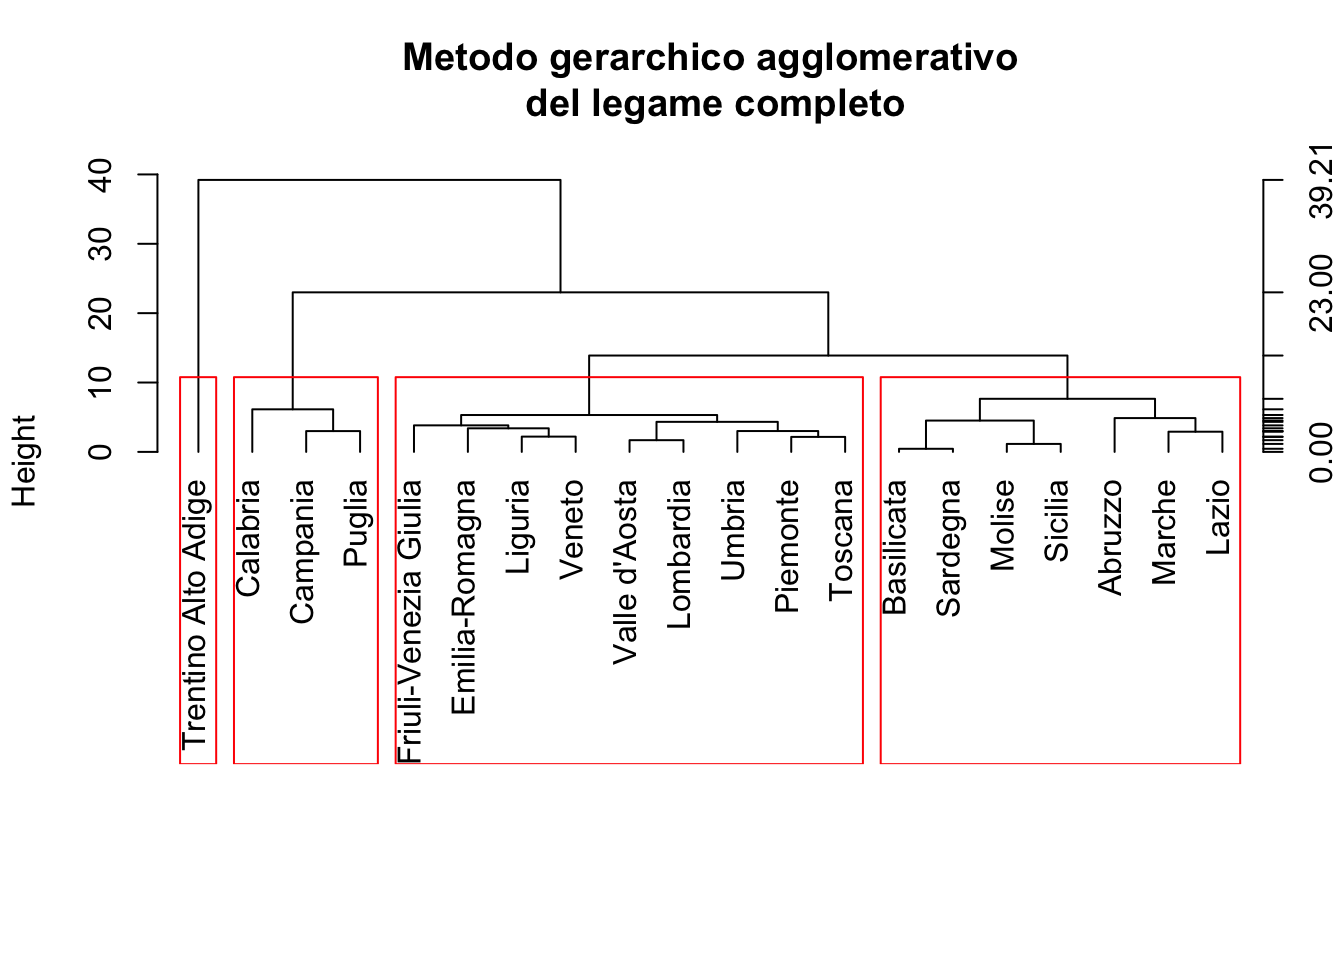 Metodo gerarchico agglomerativo
del legame completo
Height
0
10
20
30
40
0.00
23.00
39.21
Trentino Alto Adige
Calabria
Campania
Puglia
Friuli-Venezia Giulia
Emilia-Romagna
Liguria
Veneto
Valle d'Aosta
Lombardia
Umbria
Piemonte
Toscana
Basilicata
Sardegna
Molise
Sicilia
Abruzzo
Marche
Lazio